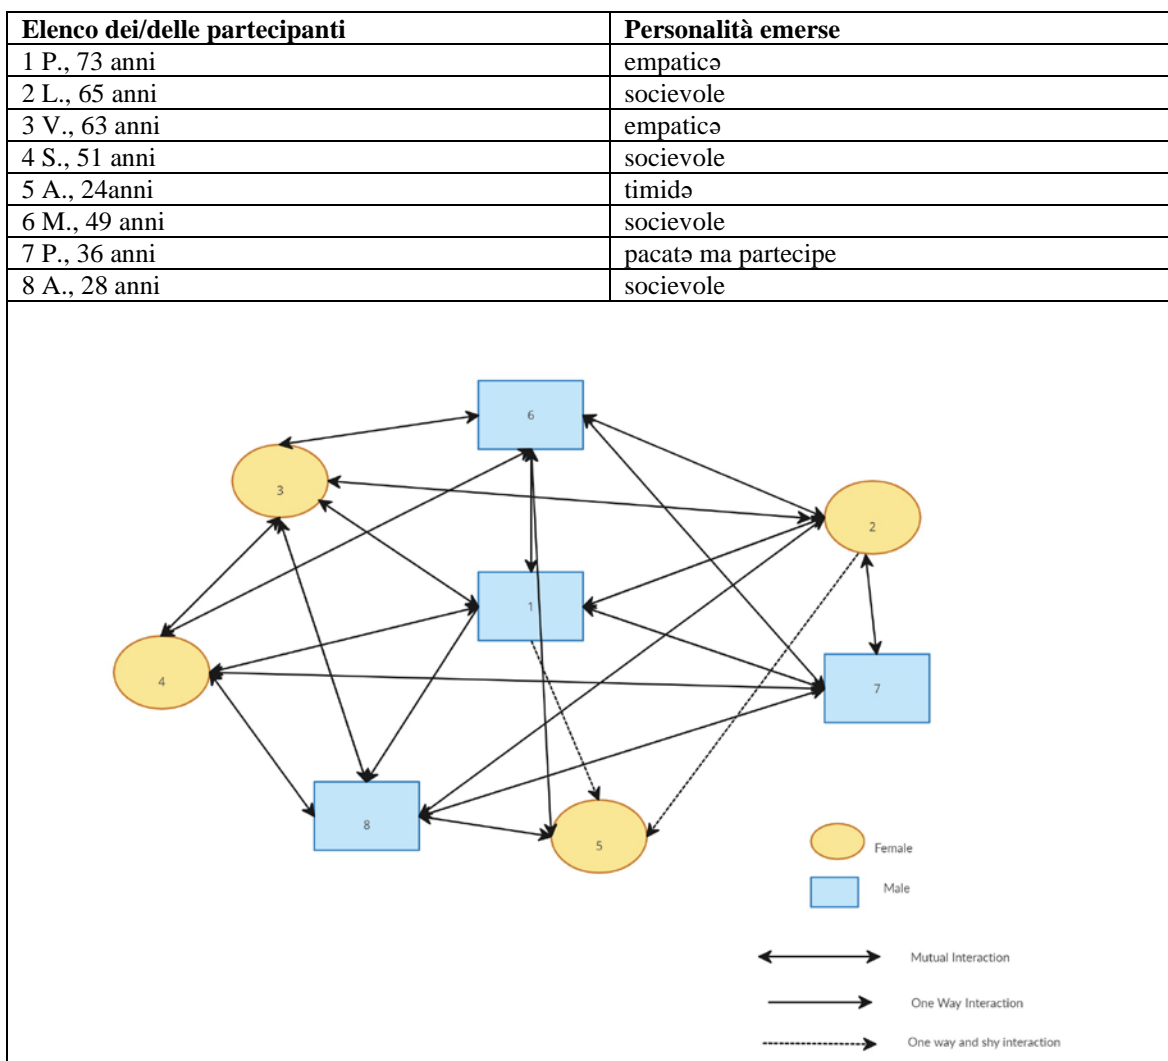 Elenco dei/delle partecipanti Personalità emerse
1 P., 73 anni empaticə
2 L., 65 anni socievole
3 V., 63 anni empaticə
4 S., 51 anni socievole
5 A., 24anni timidə
6 M., 49 anni socievole
7 P., 36 anni pacatə ma partecipe
8 A., 28 anni socievole
6
3
2
1
4
7
8
5
Female
Male
Mutual Interaction
One Way Interaction
One way and shy interaction